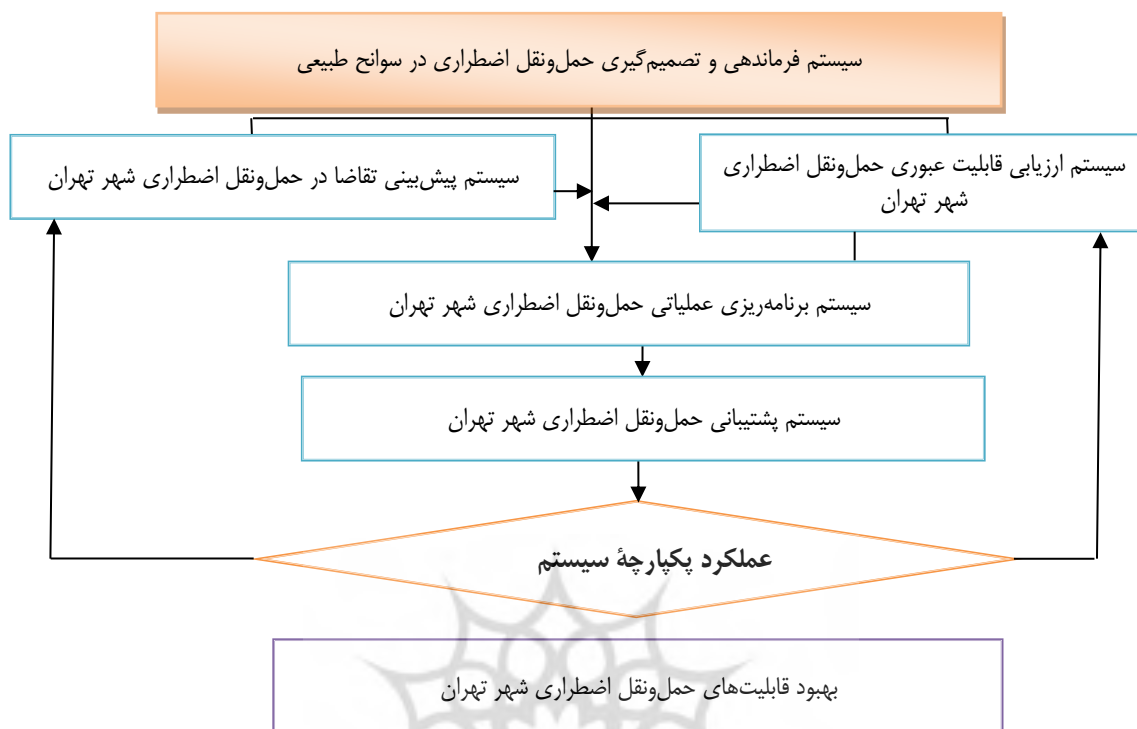 سیستم فرماندهی و تصمیم‌گیری حمل‌ونقل اضطراری در سوانح طبیعی
سیستم ارزیابی قابلیت عبوری حمل‌ونقل اضطراری
شهر تهران
سیستم پیش‌بینی تقاضا در حمل‌ونقل اضطراری شهر تهران
سیستم برنامه‌ریزی عملیاتی حمل‌ونقل اضطراری شهر تهران
سیستم پشتیبانی حمل‌ونقل اضطراری شهر تهران
عملکرد پکپارچهٔ سیستم
بهبود قابلیت‌های حمل‌ونقل اضطراری شهر تهران